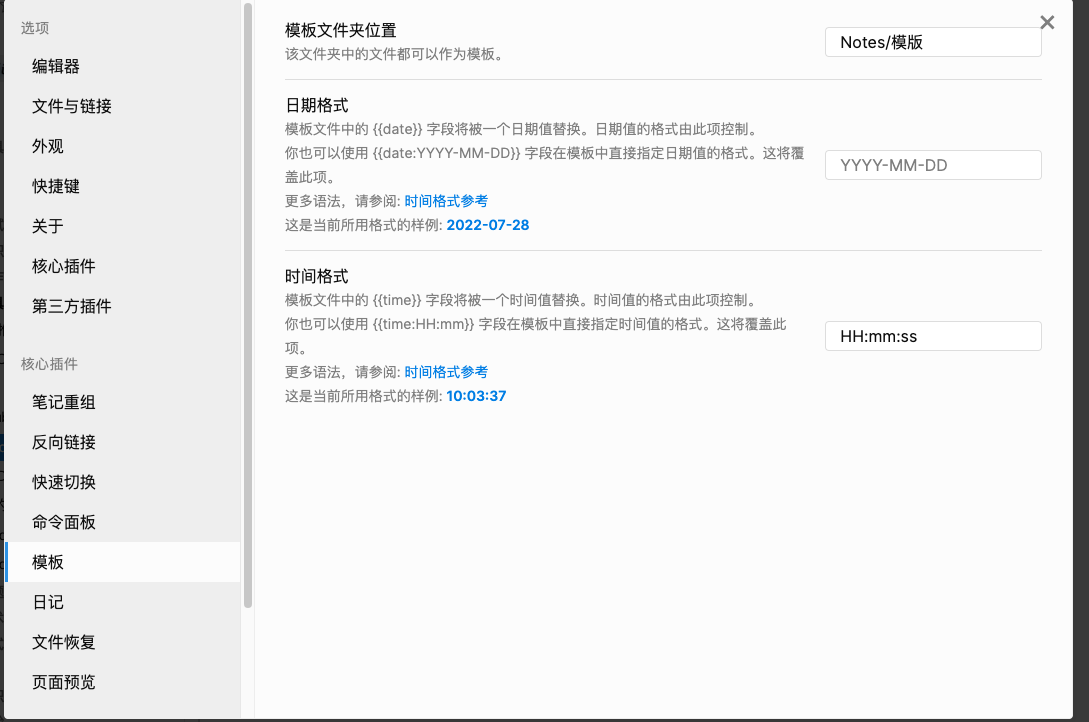 选项
编辑器
文件与链接
外观
快捷键
关于
核心插件
第三方插件
核心插件
笔记重组
反向链接
快速切换
命令面板
模板
日记
文件恢复
页面预览
模板文件夹位置
该文件夹中的文件都可以作为模板。
Notes/模版
日期格式
模板文件中的 {{date}} 字段将被一个日期值替换。日期值的格式由此项控制。
你也可以使用 {{date:YYYY-MM-DD}} 字段在模板中直接指定日期值的格式。这将覆
盖此项。
更多语法，请参阅: 时间格式参考
这是当前所用格式的样例: 2022-07-28
YYYY-MM-DD
时间格式
模板文件中的 {{time}} 字段将被一个时间值替换。时间值的格式由此项控制。
你也可以使用 {{time:HH:mm}} 字段在模板中直接指定时间值的格式。这将覆盖此
项。
更多语法，请参阅: 时间格式参考
这是当前所用格式的样例: 10:03:37
HH:mm:ss